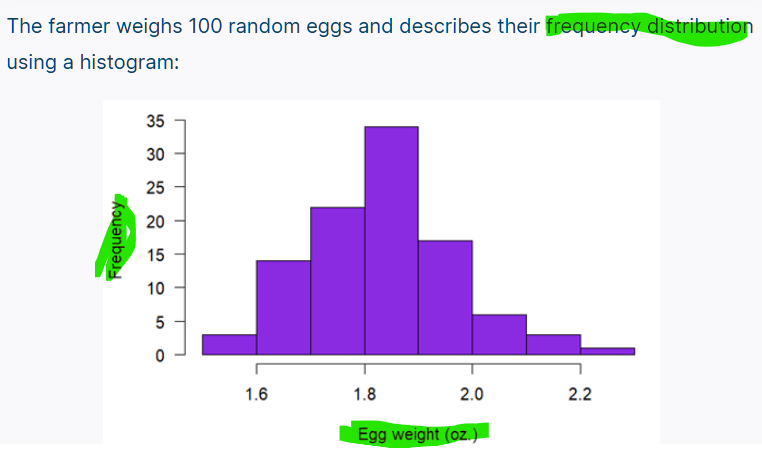 The farmer weighs 100 random eggs and describes their frequency distribution
using a histogram:
35
30
25
20
15
10
5
0
Frequency
1.6 1.8 2.0 2.2
Egg weight (oz.)